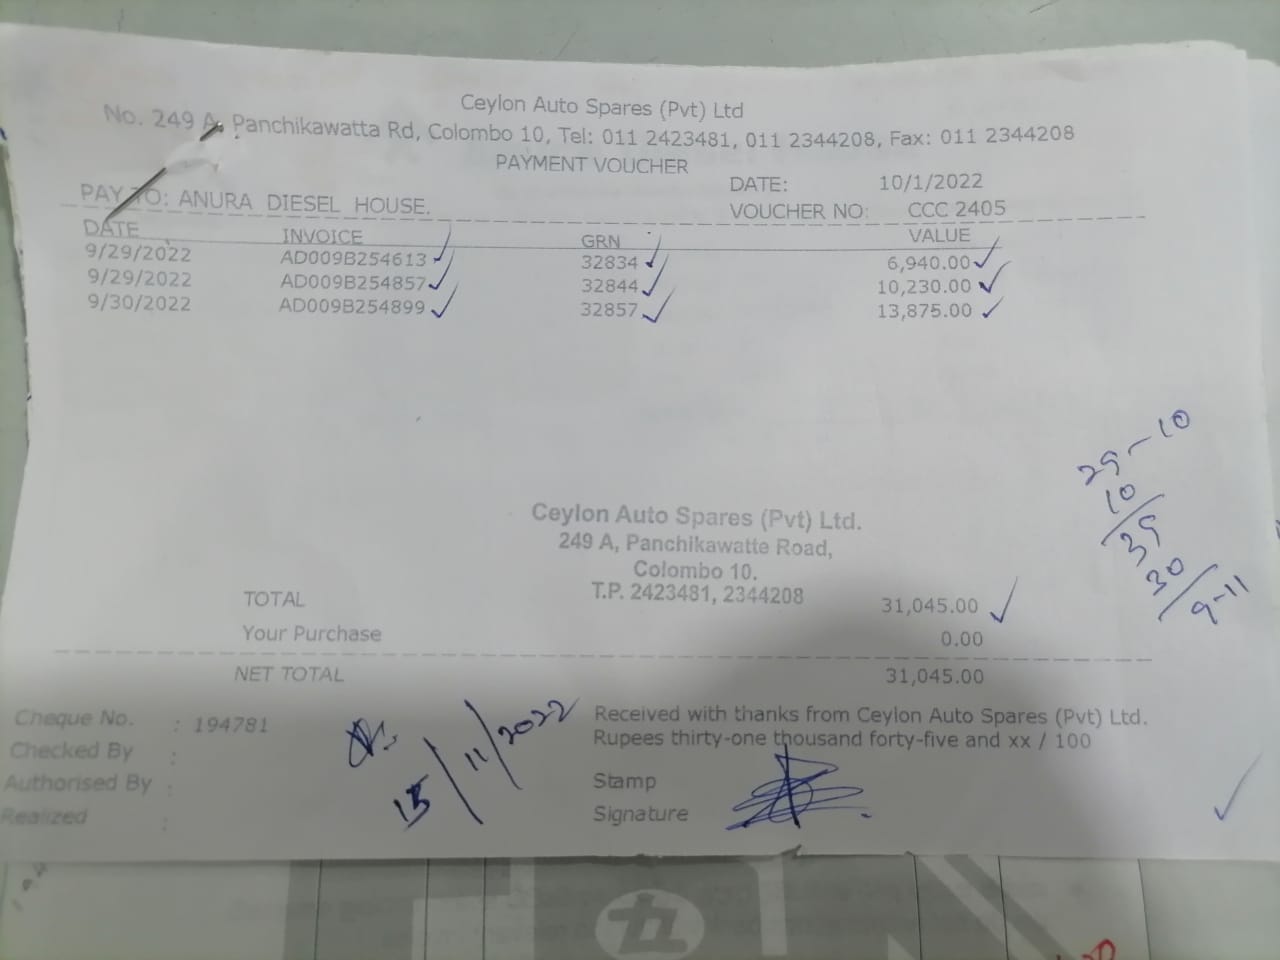 Ceylon Auto Spares (Pvt) Ltd
No. 249 A, Panchikawatta Rd, Colombo 10, Tel: 011 2423481, 011 2344208, Fax: 011 2344208
PAYMENT VOUCHER
DATE: 10/1/2022
PAY TO: ANURA DIESEL HOUSE.
VOUCHER NO: CCC 2405
DATE INVOICE GRN VALUE
9/29/2022 AD009B254613 32834 6,940.00
9/29/2022 AD009B254857 32844 10,230.00
9/30/2022 AD009B254899 32857 13,875.00
29-10
10/
39
30/
9-11
Ceylon Auto Spares (Pvt) Ltd.
249 A, Panchikawatte Road,
Colombo 10.
T.P. 2423481, 2344208
TOTAL 31,045.00
Your Purchase 0.00
NET TOTAL 31,045.00
Cheque No. : 194781
Checked By :
Authorised By :
Realized :
15/11/2022
Received with thanks from Ceylon Auto Spares (Pvt) Ltd.
Rupees thirty-one thousand forty-five and xx / 100
Stamp
Signature